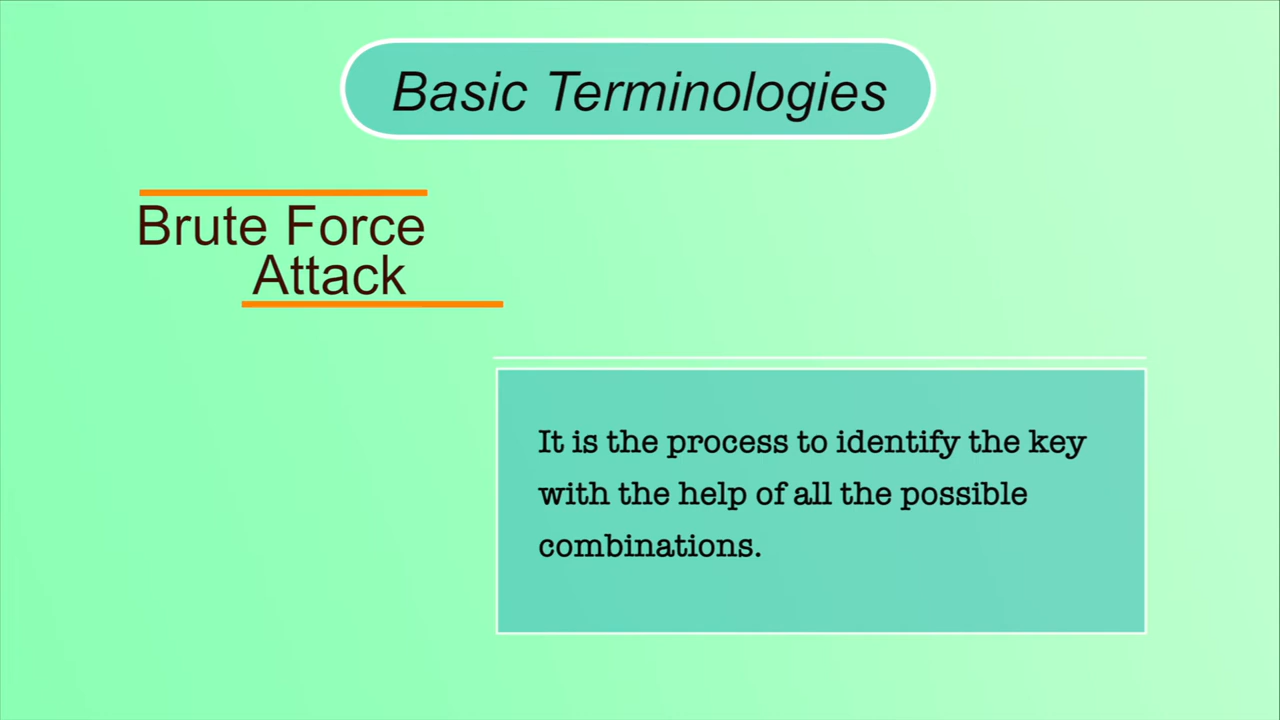 Basic Terminologies
Brute Force
Attack
It is the process to identify the key
with the help of all the possible
combinations.